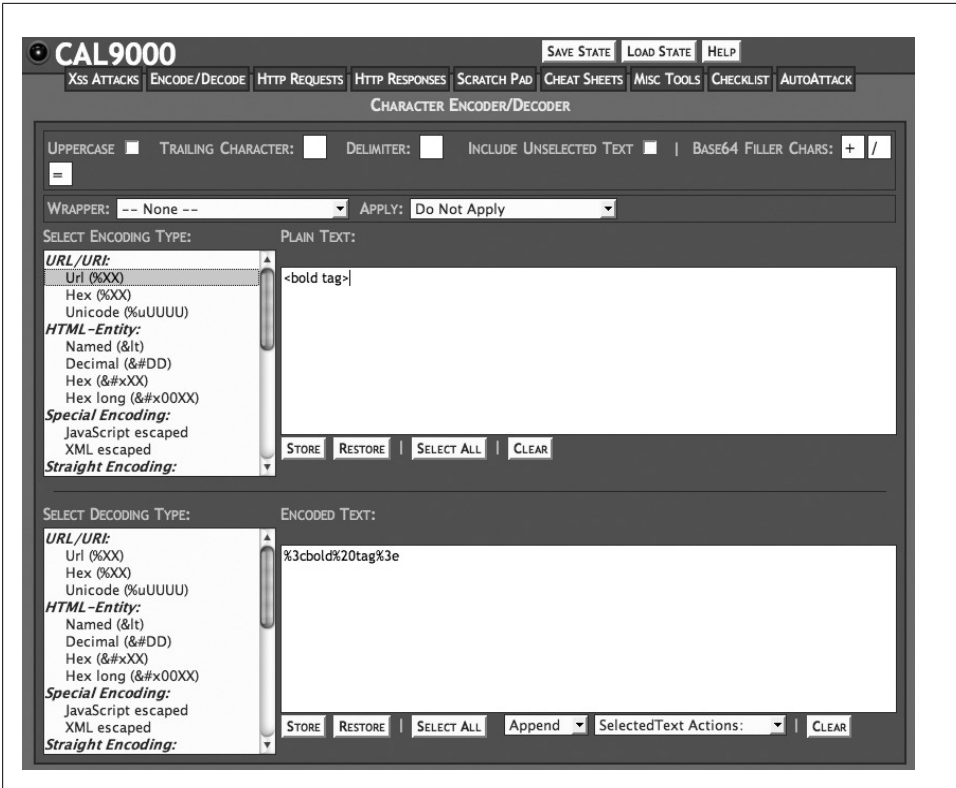 CAL9000
SAVE STATE LOAD STATE HELP
XSS ATTACKS ENCODE/DECODE HTTP REQUESTS HTTP RESPONSES SCRATCH PAD CHEAT SHEETS MISC TOOLS CHECKLIST AUTOATTACK
CHARACTER ENCODER/DECODER
UPPERCASE TRAILING CHARACTER: DELIMITER: INCLUDE UNSELECTED TEXT | BASE64 FILLER CHARS: + /
=
WRAPPER: -- None -- APPLY: Do Not Apply
SELECT ENCODING TYPE:
URL/URI:
Url (%XX)
Hex (%XX)
Unicode (%uUUUU)
HTML-Entity:
Named (&lt)
Decimal (&#DD)
Hex (&#xXX)
Hex long (&#x00XX)
Special Encoding:
JavaScript escaped
XML escaped
Straight Encoding:
PLAIN TEXT:
<bold tag>
STORE RESTORE | SELECT ALL | CLEAR
SELECT DECODING TYPE:
URL/URI:
Url (%XX)
Hex (%XX)
Unicode (%uUUUU)
HTML-Entity:
Named (&lt)
Decimal (&#DD)
Hex (&#xXX)
Hex long (&#x00XX)
Special Encoding:
JavaScript escaped
XML escaped
Straight Encoding:
ENCODED TEXT:
%3cbold%20tag%3e
STORE RESTORE | SELECT ALL Append SelectedText Actions: | CLEAR